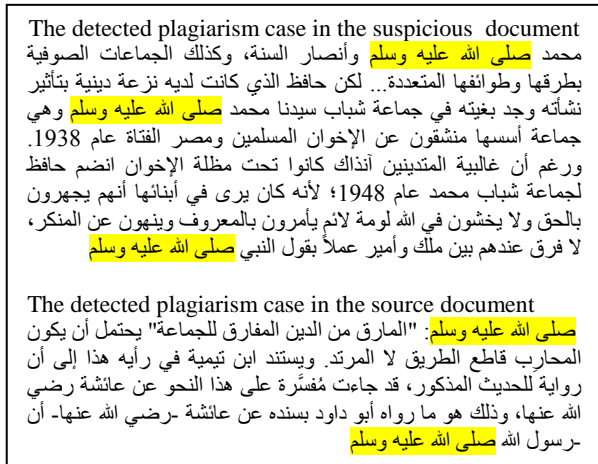 The detected plagiarism case in the suspicious document
محمد صلى الله عليه وسلم وأنصار السنة، وكذلك الجماعات الصوفية
بطرقها وطوائفها المتعددة... لكن حافظ الذي كانت لديه نزعة دينية بتأثير
نشأته وجد بغيته في جماعة شباب سيدنا محمد صلى الله عليه وسلم وهي
جماعة أسسها منشقون عن الإخوان المسلمين ومصر الفتاة عام 1938.
ورغم أن غالبية المتدينين آنذاك كانوا تحت مظلة الإخوان انضم حافظ
لجماعة شباب محمد عام 1948؛ لأنه كان يرى في أبنائها أنهم يجهرون
بالحق ولا يخشون في الله لومة لائم يأمرون بالمعروف وينهون عن المنكر،
لا فرق عندهم بين ملك وأمير عملاً بقول النبي صلى الله عليه وسلم
The detected plagiarism case in the source document
صلى الله عليه وسلم: "المارق من الدين المفارق للجماعة" يحتمل أن يكون
المحارِب قاطع الطريق لا المرتد. ويستند ابن تيمية في رأيه هذا إلى أن
رواية للحديث المذكور، قد جاءت مُفسَّرة على هذا النحو عن عائشة رضي
الله عنها، وذلك هو ما رواه أبو داود بسنده عن عائشة -رضي الله عنها- أن
-رسول الله صلى الله عليه وسلم